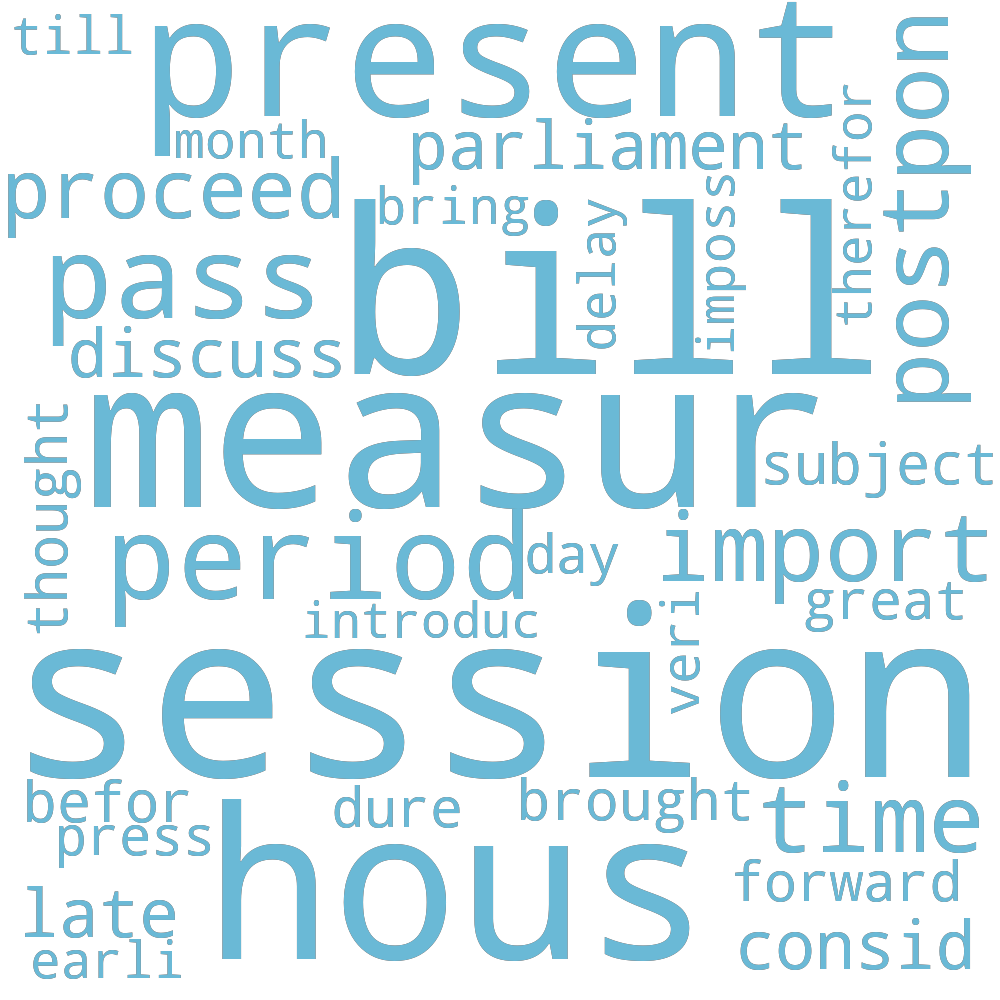 till
present
postpon
month
parliament
therefor
proceed
bring
delay
imposs
pass
bill
discuss
measur
thought
subject
period
day
import
introduc
veri
great
session
befor
dure
brought
time
press
hous
forward
late
consid
earli